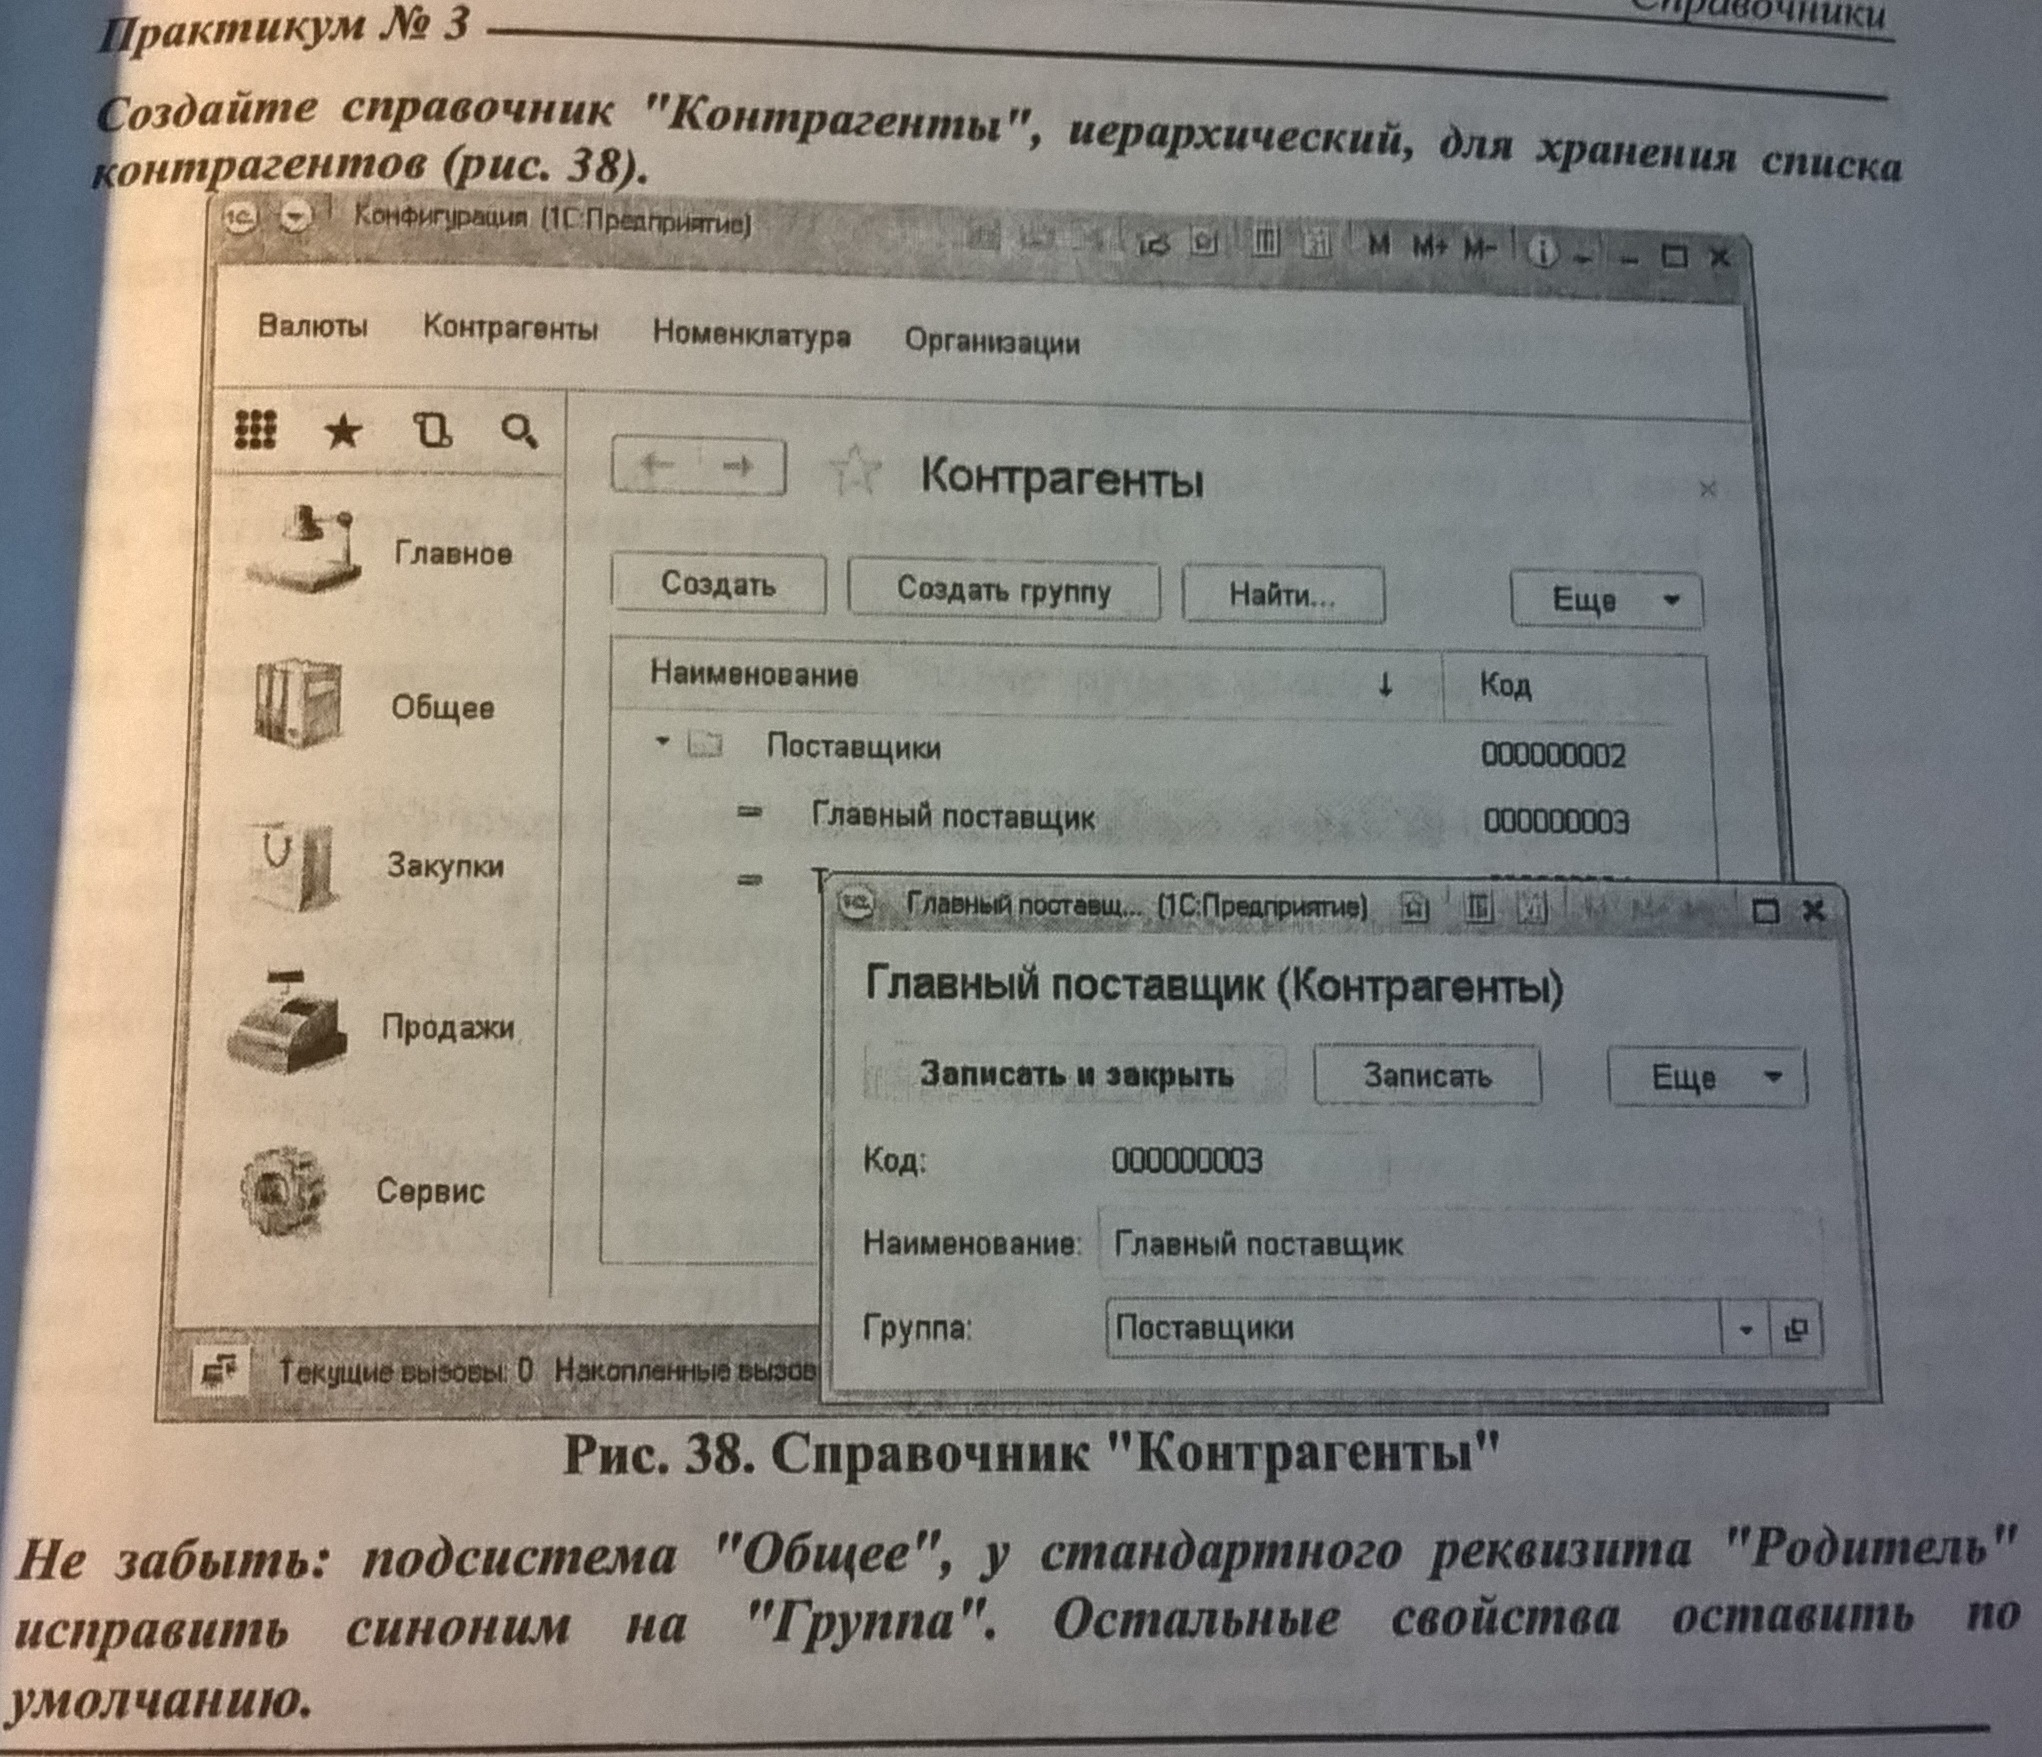 Справочники
Практикум № 3
Создайте справочник "Контрагенты", иерархический, для хранения списка
контрагентов (рис. 38).
1С Конфигурация (1С:Предприятие) M M+ M-
Валюты Контрагенты Номенклатура Организации
Контрагенты
Главное
Создать Создать группу Найти... Еще
Наименование Код
Общее
Поставщики 000000002
Главный поставщик 000000003
Закупки
Главный поставщ... (1С:Предприятие)
Главный поставщик (Контрагенты)
Продажи
Записать и закрыть Записать Еще
Код: 000000003
Сервис
Наименование: Главный поставщик
Группа: Поставщики
Текущие вызовы: 0 Накопленные вызов
Рис. 38. Справочник "Контрагенты"
Не забыть: подсистема "Общее", у стандартного реквизита "Родитель"
исправить синоним на "Группа". Остальные свойства оставить по
умолчанию.